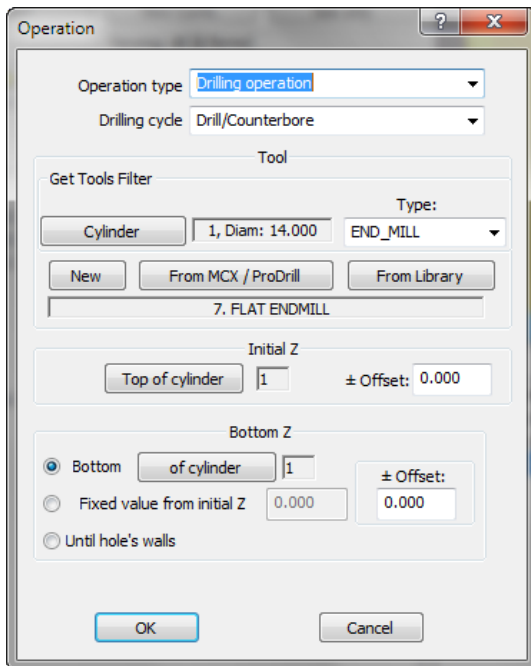 Operation
?
X
Operation type Drilling operation
Drilling cycle Drill/Counterbore
Tool
Get Tools Filter
Type:
Cylinder 1, Diam: 14.000 END_MILL
New From MCX / ProDrill From Library
7. FLAT ENDMILL
Initial Z
Top of cylinder 1 ± Offset: 0.000
Bottom Z
Bottom of cylinder 1 ± Offset:
Fixed value from initial Z 0.000 0.000
Until hole's walls
OK Cancel